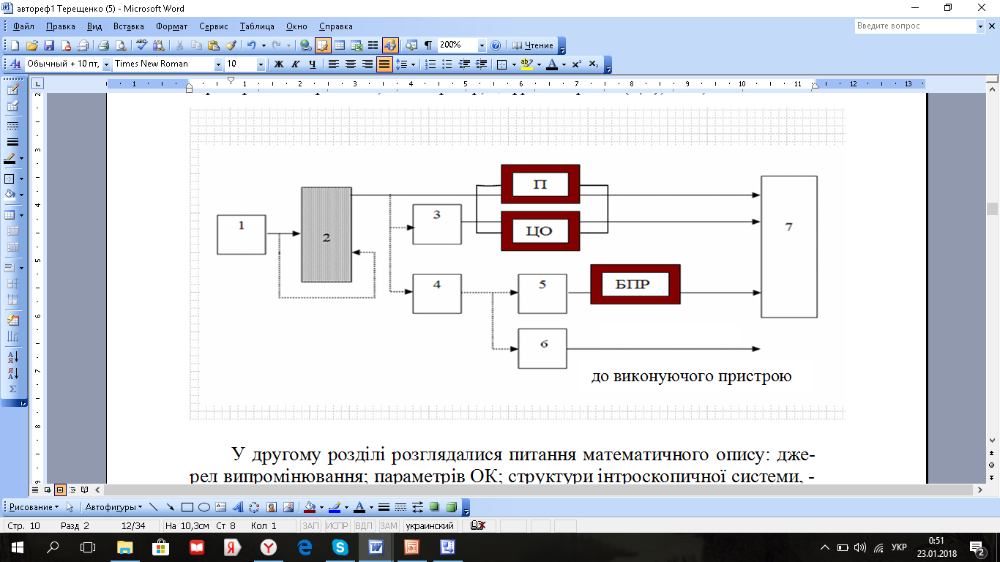 автореф1 Терещенко (5) - Microsoft Word
Файл Правка Вид Вставка Формат Сервис Таблица Окно Справка
Введите вопрос
200%
Чтение
Обычный + 10 пт,
Times New Roman
10
Ж К Ч
1 1 2 3 4 5 6 7 8 9 10 11 12 13
П
1
2
3
ЦО
7
4
5
БПР
6
до виконуючого пристрою
У другому розділі розглядалися питання математичного опису: дже-
рел випромінювання; параметрів ОК; структури інтроскопичної системи, -
Рисование Автофигуры
Стр. 10 Разд 2 12/34 На 10,3см Ст 8 Кол 1 ЗАП ИСПР ВДЛ ЗАМ украинский
УКР
0:51
23.01.2018
2